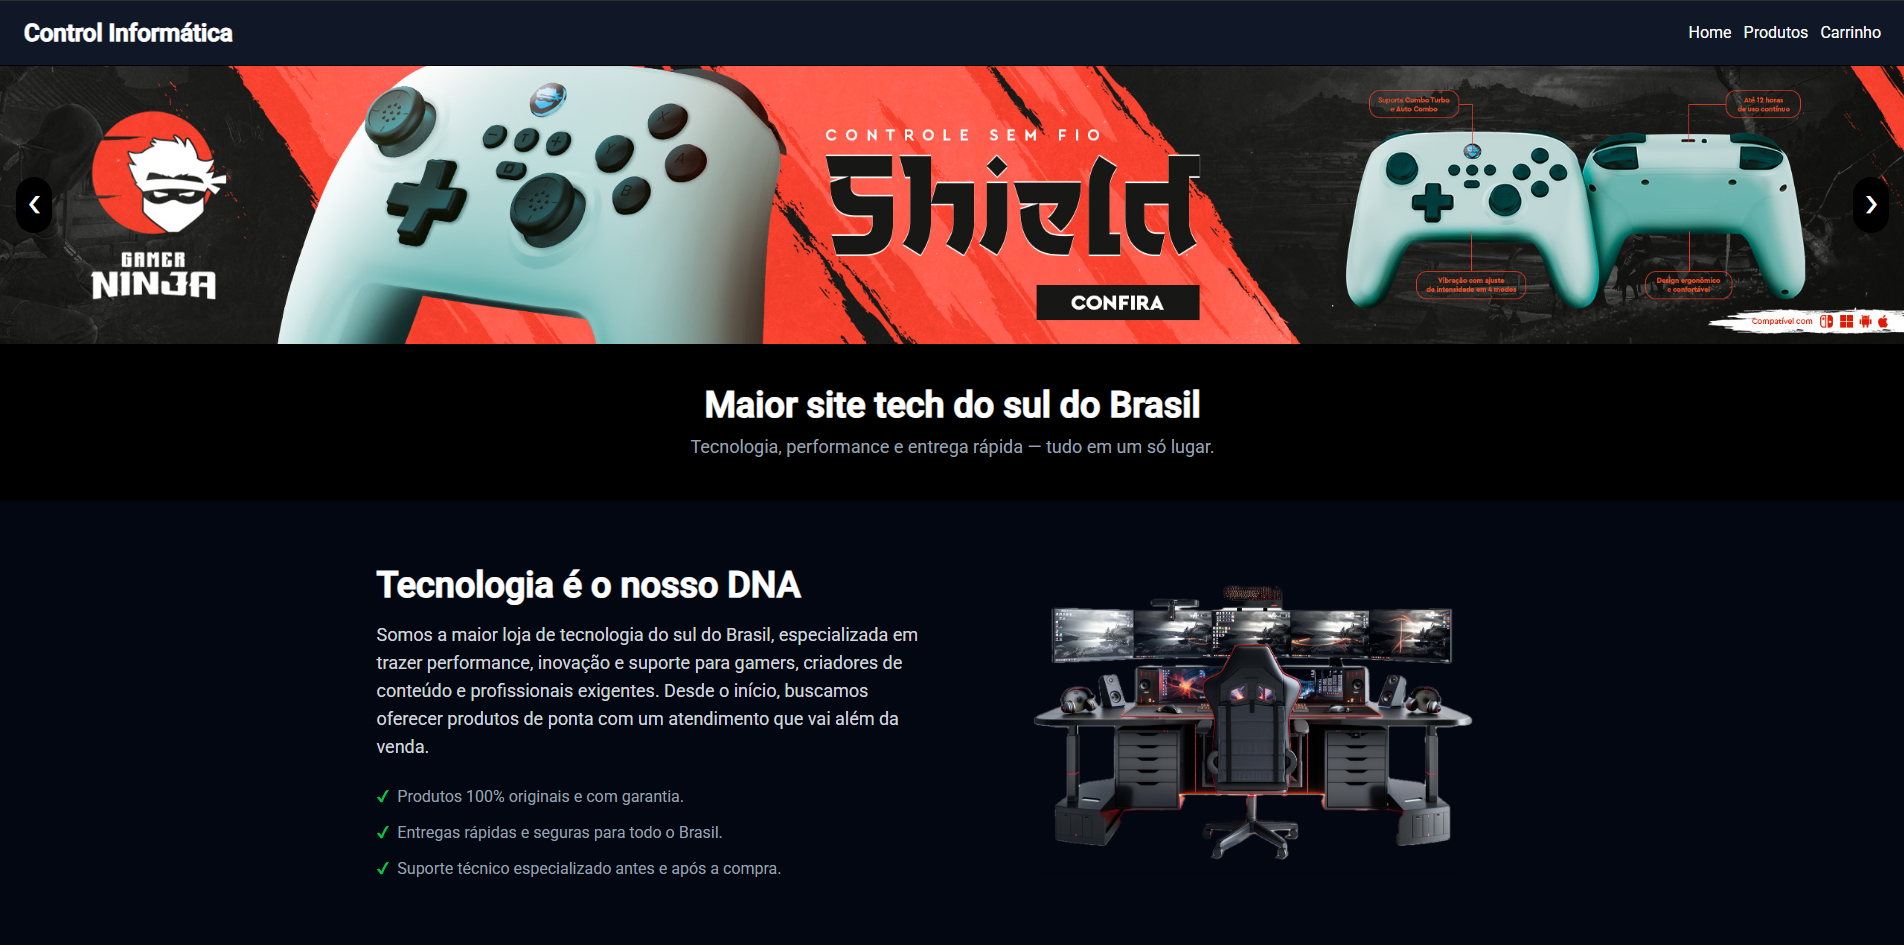 Control Informática
Home Produtos Carrinho
GAMER
NINJA
CONTROLE SEM FIO
Shield
CONFIRA
Suporte Combo Turbo
e Auto Combo
Até 12 horas
de uso contínuo
Vibração com ajuste
de intensidade em 4 modos
Design ergonômico
e confortável
Compatível com
X
Y
A
B
T
Maior site tech do sul do Brasil
Tecnologia, performance e entrega rápida — tudo em um só lugar.
Tecnologia é o nosso DNA
Somos a maior loja de tecnologia do sul do Brasil, especializada em
trazer performance, inovação e suporte para gamers, criadores de
conteúdo e profissionais exigentes. Desde o início, buscamos
oferecer produtos de ponta com um atendimento que vai além da
venda.
✓ Produtos 100% originais e com garantia.
✓ Entregas rápidas e seguras para todo o Brasil.
✓ Suporte técnico especializado antes e após a compra.